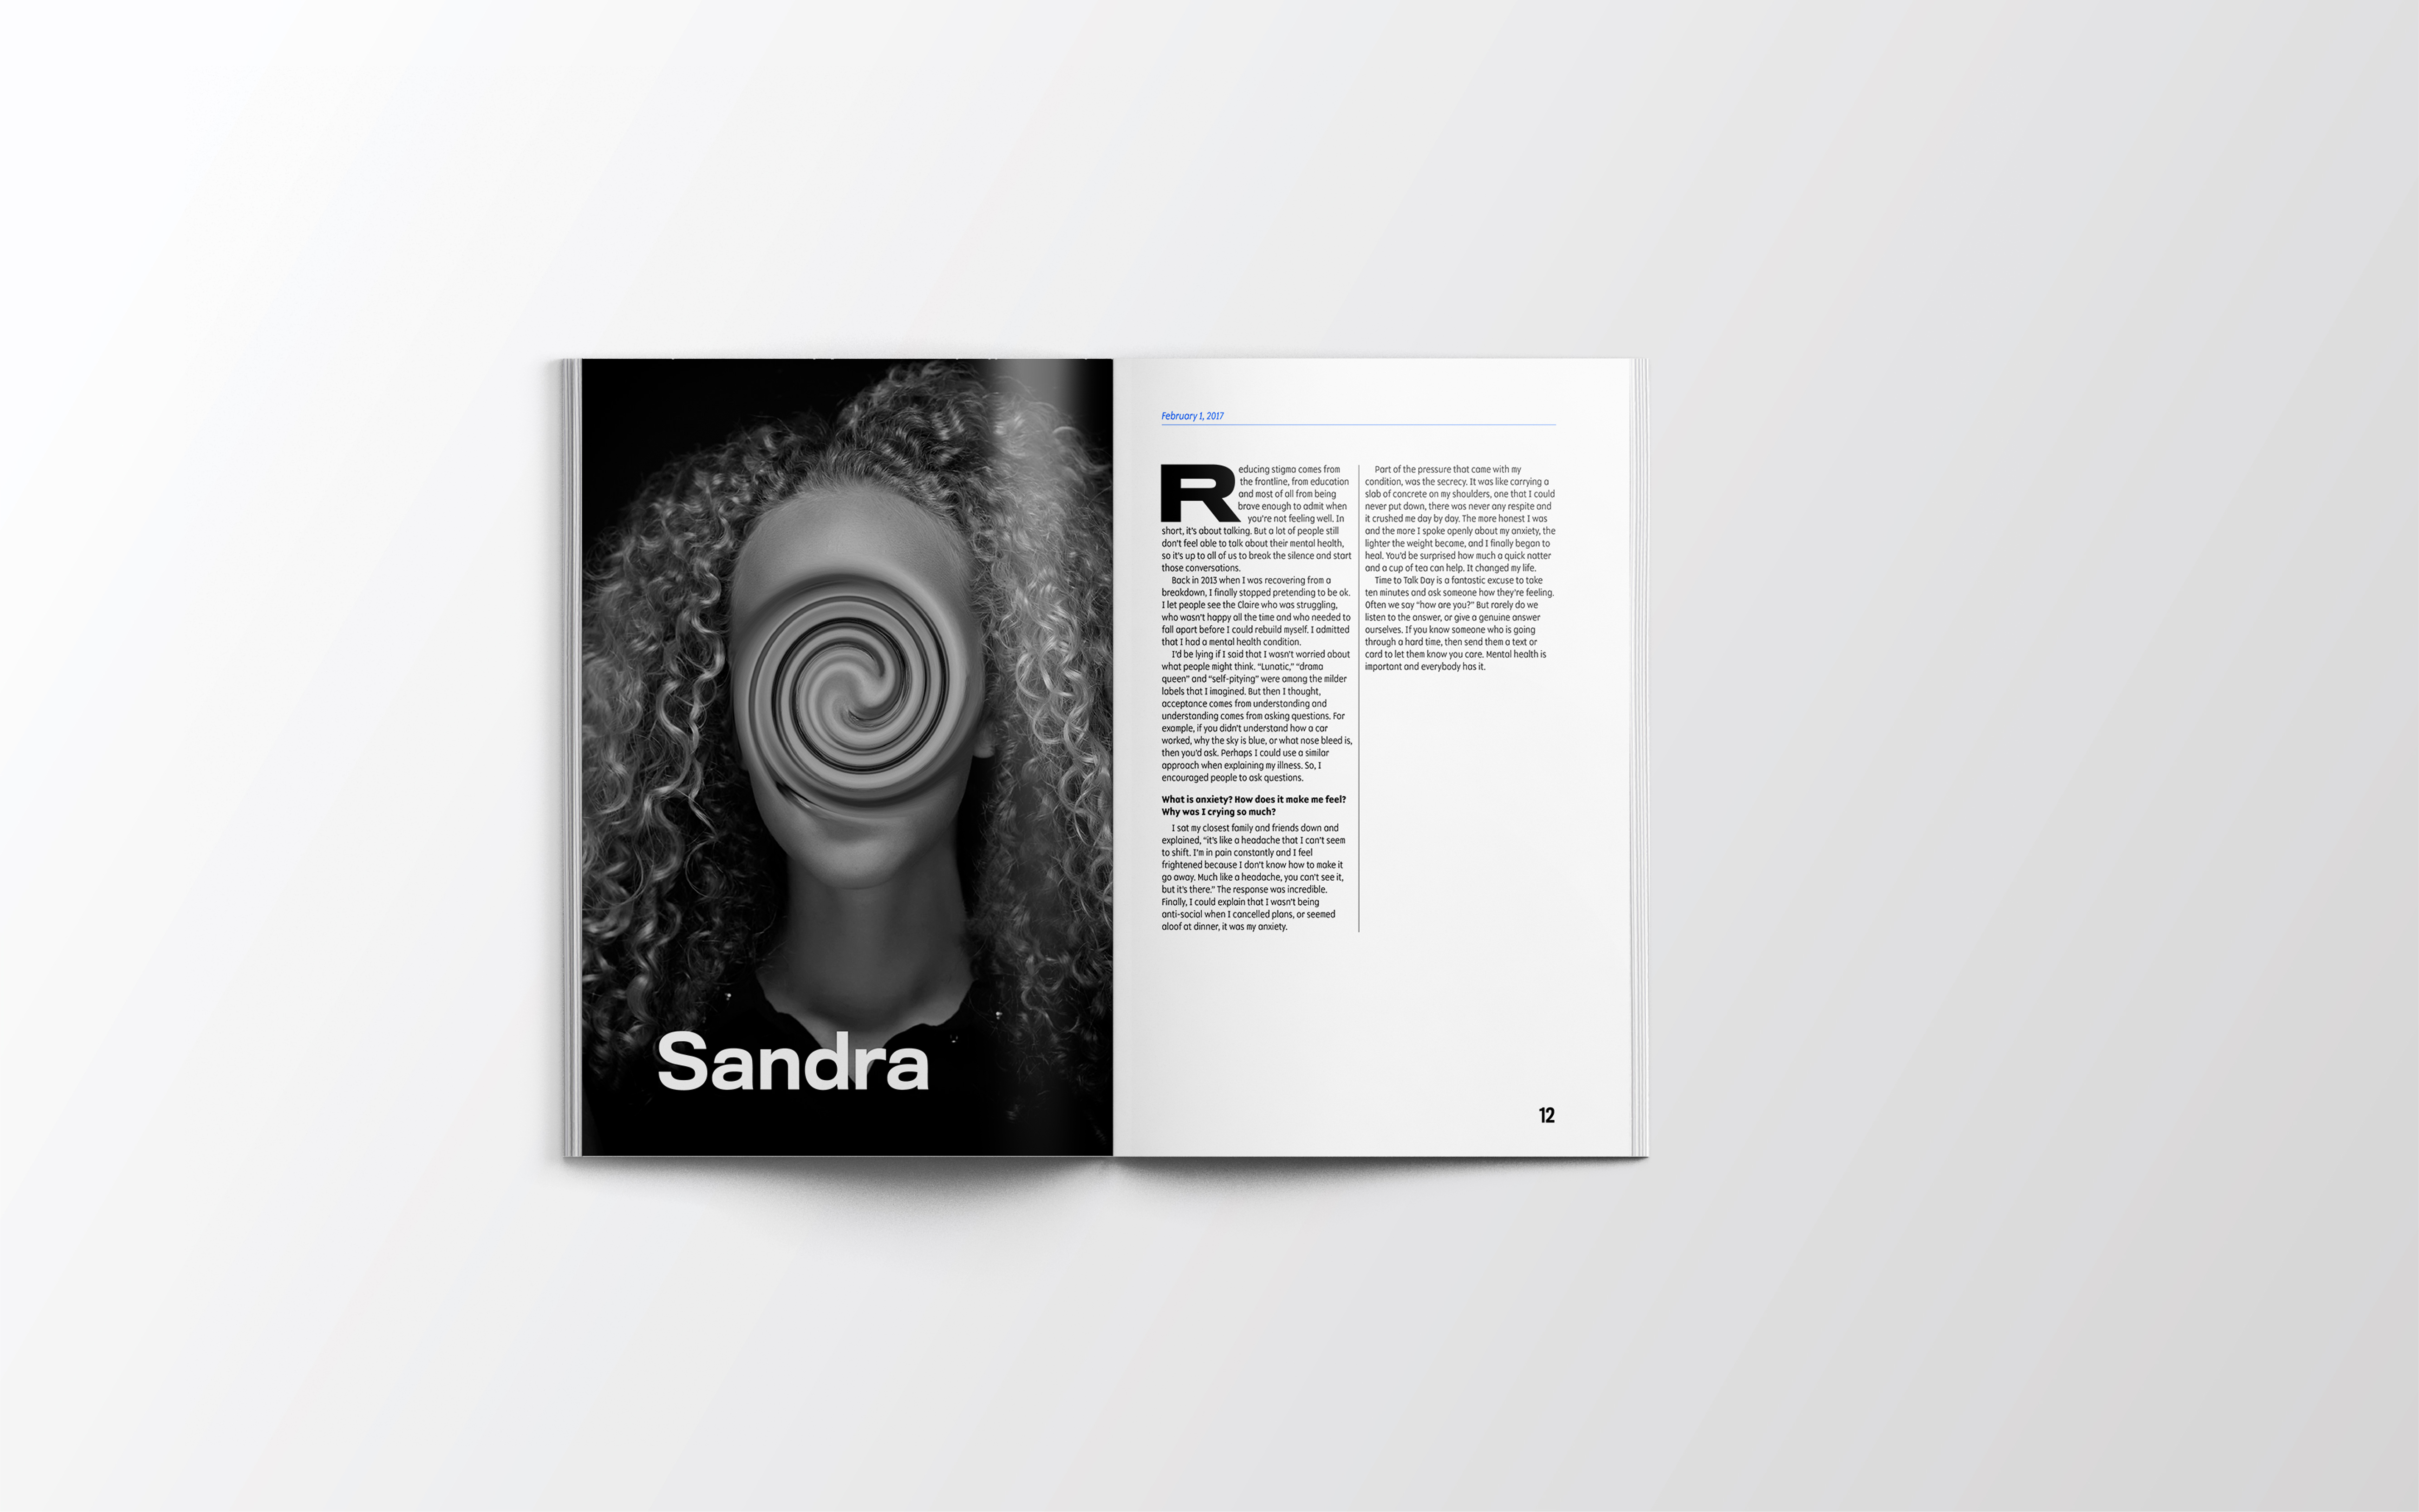 Sandra
February 1, 2017
Reducing stigma comes from
the frontline, from education
and most of all from being
brave enough to admit when
you're not feeling well. In
short, it's about talking. But a lot of people still
don't feel able to talk about their mental health,
so it's up to all of us to break the silence and start
those conversations.
Back in 2013 when I was recovering from a
breakdown, I finally stopped pretending to be ok.
I let people see the Claire who was struggling,
who wasn't happy all the time and who needed to
fall apart before I could rebuild myself. I admitted
that I had a mental health condition.
I'd be lying if I said that I wasn't worried about
what people might think. “Lunatic,” “drama
queen” and “self-pitying” were among the milder
labels that I imagined. But then I thought,
acceptance comes from understanding and
understanding comes from asking questions. For
example, if you didn't understand how a car
worked, why the sky is blue, or what nose bleed is,
then you'd ask. Perhaps I could use a similar
approach when explaining my illness. So, I
encouraged people to ask questions.
What is anxiety? How does it make me feel?
Why was I crying so much?
I sat my closest family and friends down and
explained, “it's like a headache that I can't seem
to shift. I'm in pain constantly and I feel
frightened because I don't know how to make it
go away. Much like a headache, you can't see it,
but it's there.” The response was incredible.
Finally, I could explain that I wasn't being
anti-social when I cancelled plans, or seemed
aloof at dinner, it was my anxiety.
Part of the pressure that came with my
condition, was the secrecy. It was like carrying a
slab of concrete on my shoulders, one that I could
never put down, there was never any respite and
it crushed me day by day. The more honest I was
and the more I spoke openly about my anxiety, the
lighter the weight became, and I finally began to
heal. You'd be surprised how much a quick natter
and a cup of tea can help. It changed my life.
Time to Talk Day is a fantastic excuse to take
ten minutes and ask someone how they're feeling.
Often we say “how are you?” But rarely do we
listen to the answer, or give a genuine answer
ourselves. If you know someone who is going
through a hard time, then send them a text or
card to let them know you care. Mental health is
important and everybody has it.
12